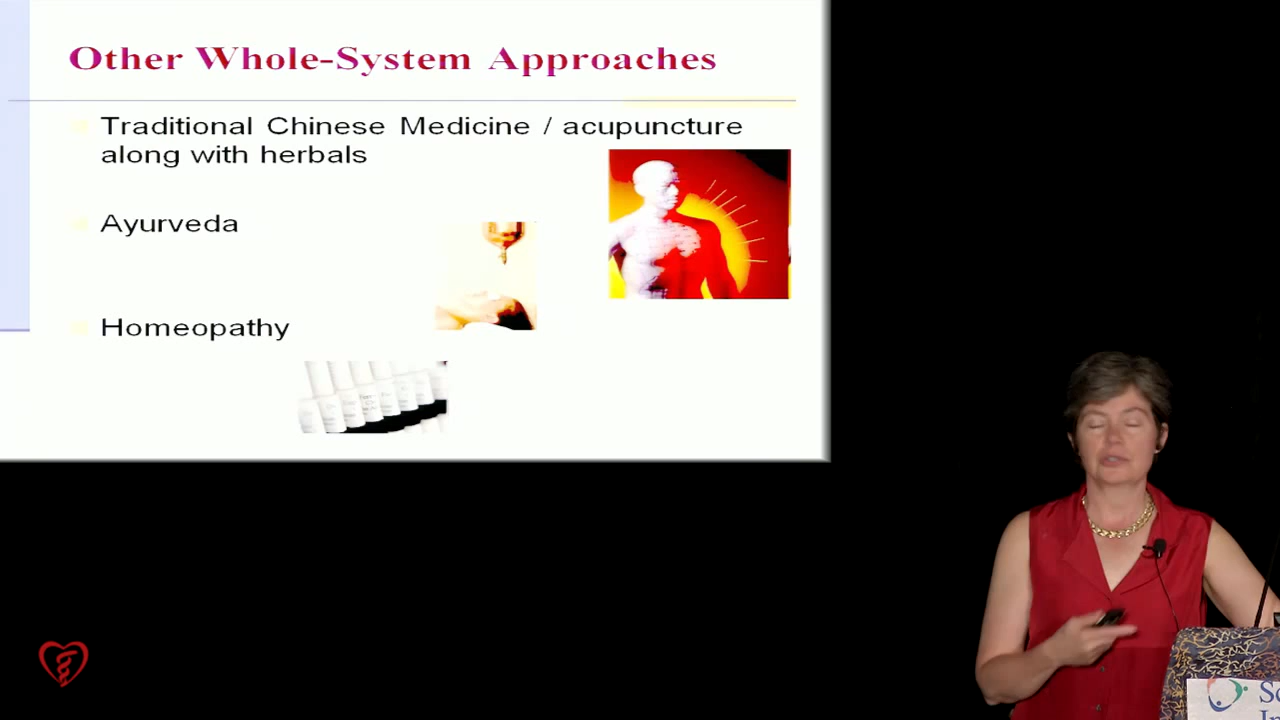 Other Whole-System Approaches
Traditional Chinese Medicine / acupuncture
along with herbals
Ayurveda
Homeopathy